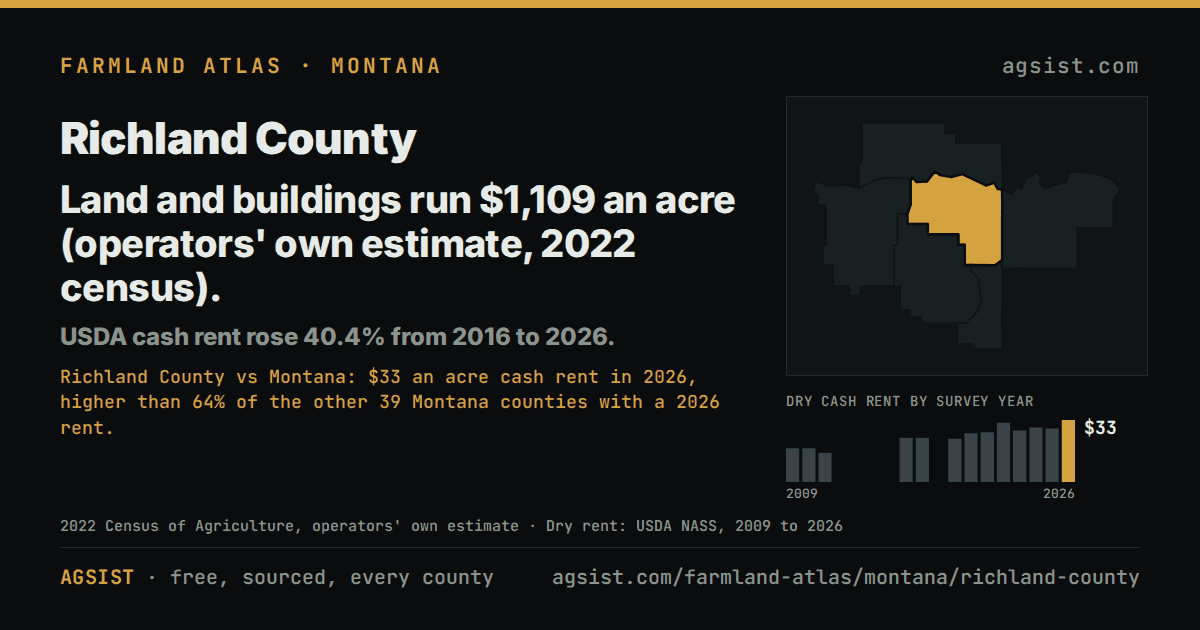 FARMLAND ATLAS · MONTANA
agsist.com
Richland County
Land and buildings run $1,109 an acre
(operators' own estimate, 2022
census).
USDA cash rent rose 40.4% from 2016 to 2026.
Richland County vs Montana: $33 an acre cash rent in 2026,
higher than 64% of the other 39 Montana counties with a 2026
rent.
DRY CASH RENT BY SURVEY YEAR
$33
2009
2026
2022 Census of Agriculture, operators' own estimate · Dry rent: USDA NASS, 2009 to 2026
AGSIST · free, sourced, every county
agsist.com/farmland-atlas/montana/richland-county